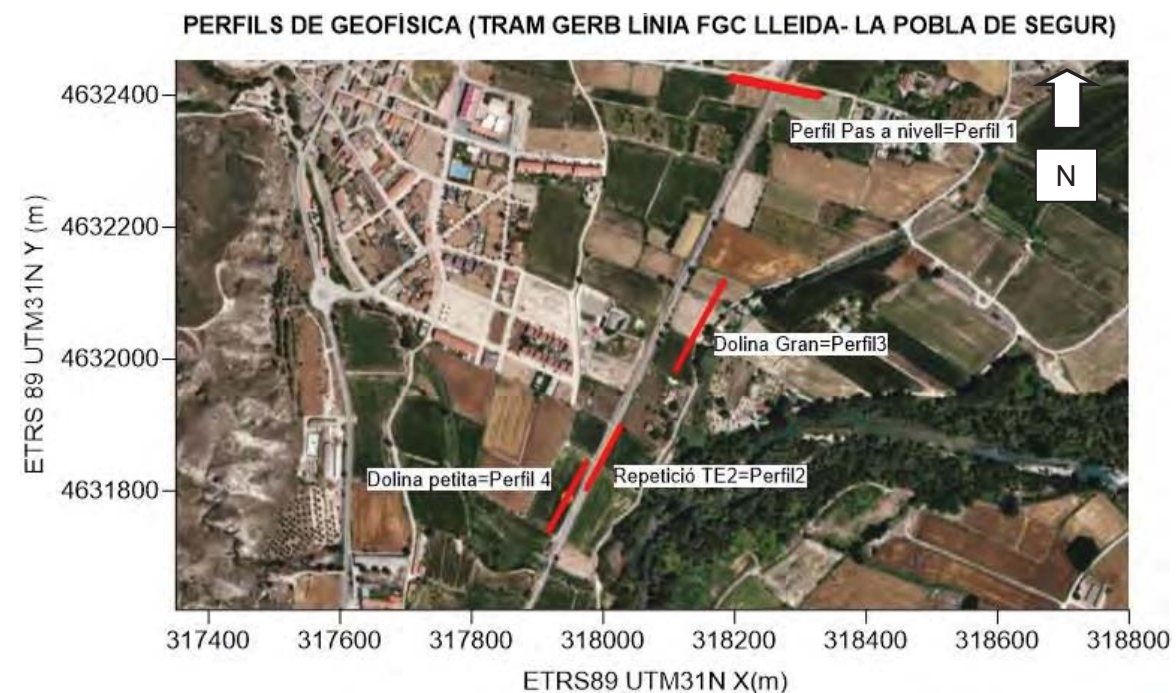 PERFILS DE GEOFÍSICA (TRAM GERB LÍNIA FGC LLEIDA- LA POBLA DE SEGUR)
4632400
4632200
4632000
4631800
ETRS 89 UTM31N Y (m)
Perfil Pas a nivell=Perfil 1
N
Dolina Gran=Perfil3
Dolina petita=Perfil 4
Repetició TE2=Perfil2
317400 317600 317800 318000 318200 318400 318600 318800
ETRS89 UTM31N X(m)